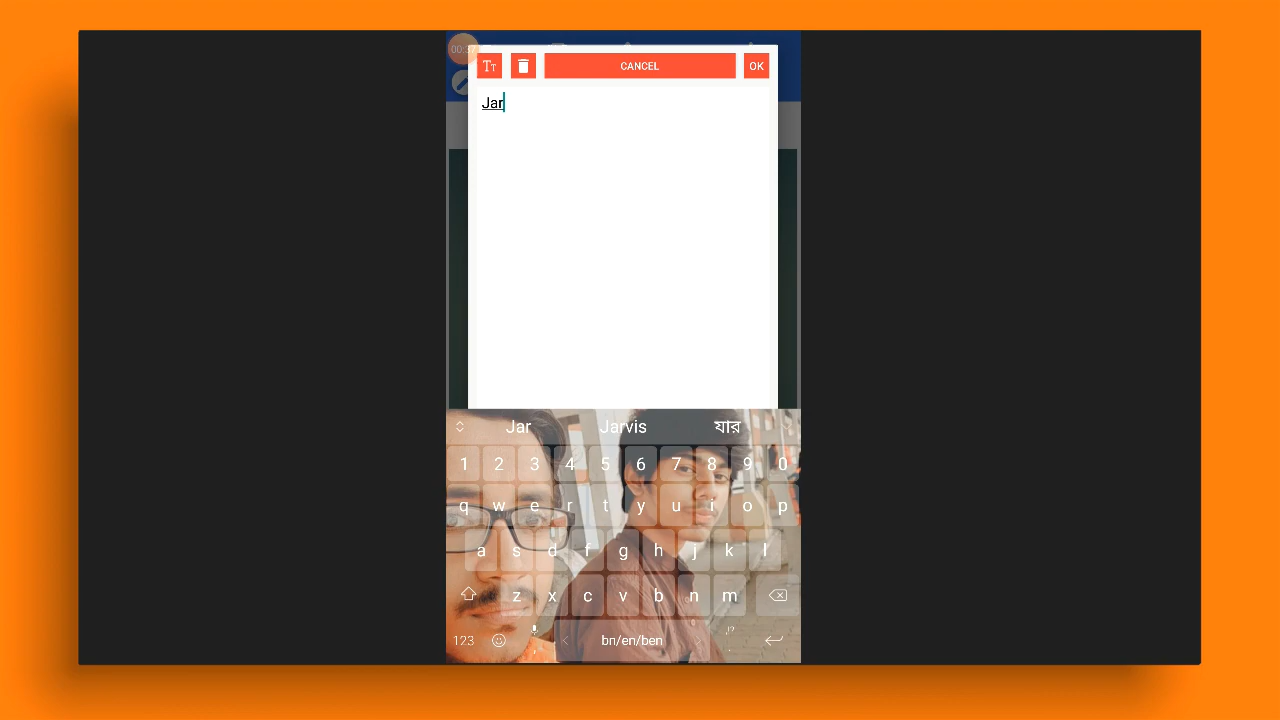 CANCEL OK
Jar
Jar Jarvis যার
1 2 3 4 5 6 7 8 9 0
q w e r t y u i o p
a s d f g h j k l
z x c v b n m
123 bn/en/ben